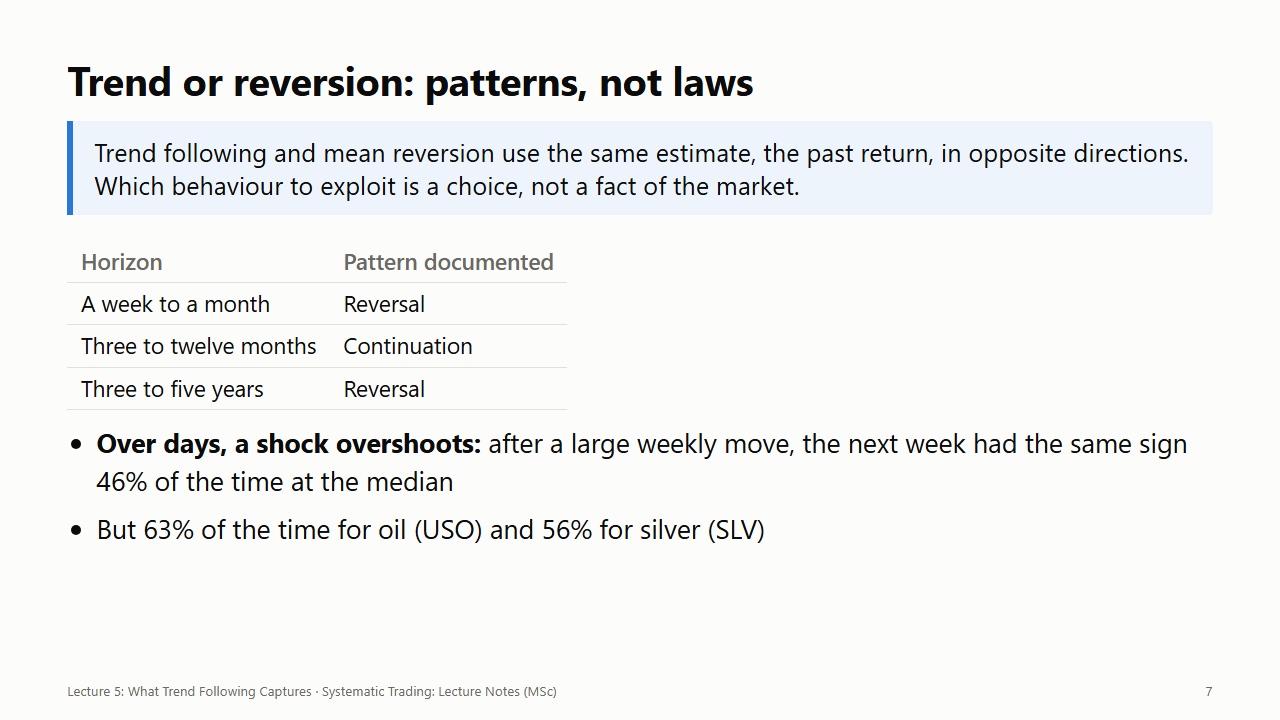 Trend or reversion: patterns, not laws
Trend following and mean reversion use the same estimate, the past return, in opposite directions.
Which behaviour to exploit is a choice, not a fact of the market.
Horizon Pattern documented
A week to a month Reversal
Three to twelve months Continuation
Three to five years Reversal
• Over days, a shock overshoots: after a large weekly move, the next week had the same sign
46% of the time at the median
• But 63% of the time for oil (USO) and 56% for silver (SLV)
Lecture 5: What Trend Following Captures · Systematic Trading: Lecture Notes (MSc) 7